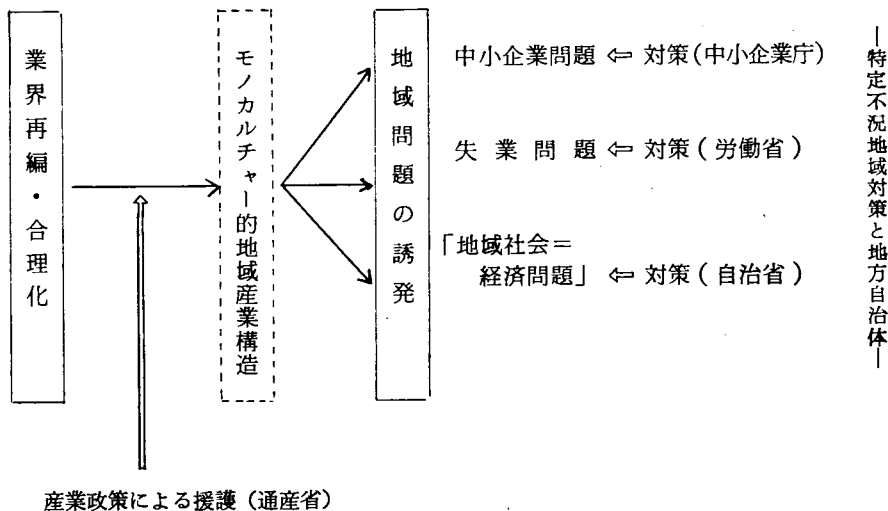 業界再編・合理化
モノカルチャー的地域産業構造
地域問題の誘発
中小企業問題 ⇐ 対策(中小企業庁)
失業問題 ⇐ 対策(労働省)
「地域社会=
経済問題」 ⇐ 対策(自治省)
産業政策による援護(通産省)
―特定不況地域対策と地方自治体―